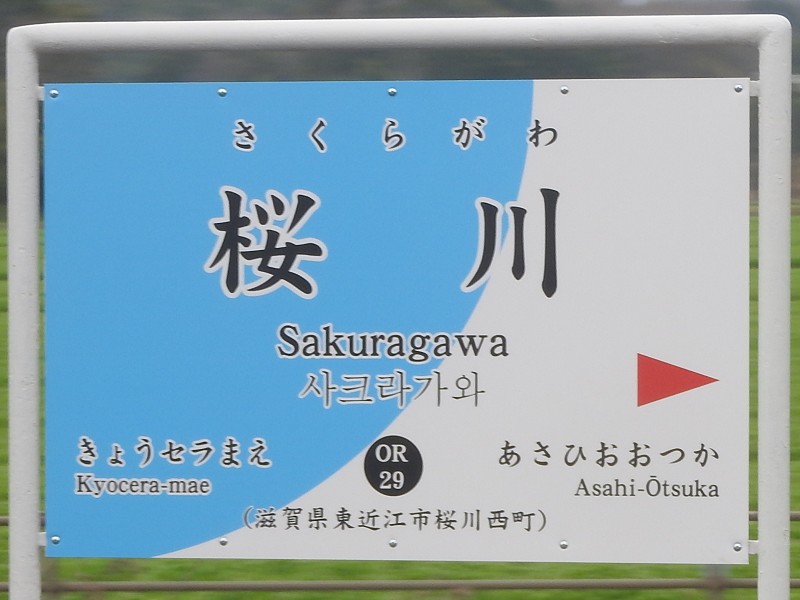 さくらがわ
桜川
Sakuragawa
사크라가와
きょうセラまえ
Kyocera-mae
OR
29
あさひおおつか
Asahi-Ōtsuka
(滋賀県東近江市桜川西町)